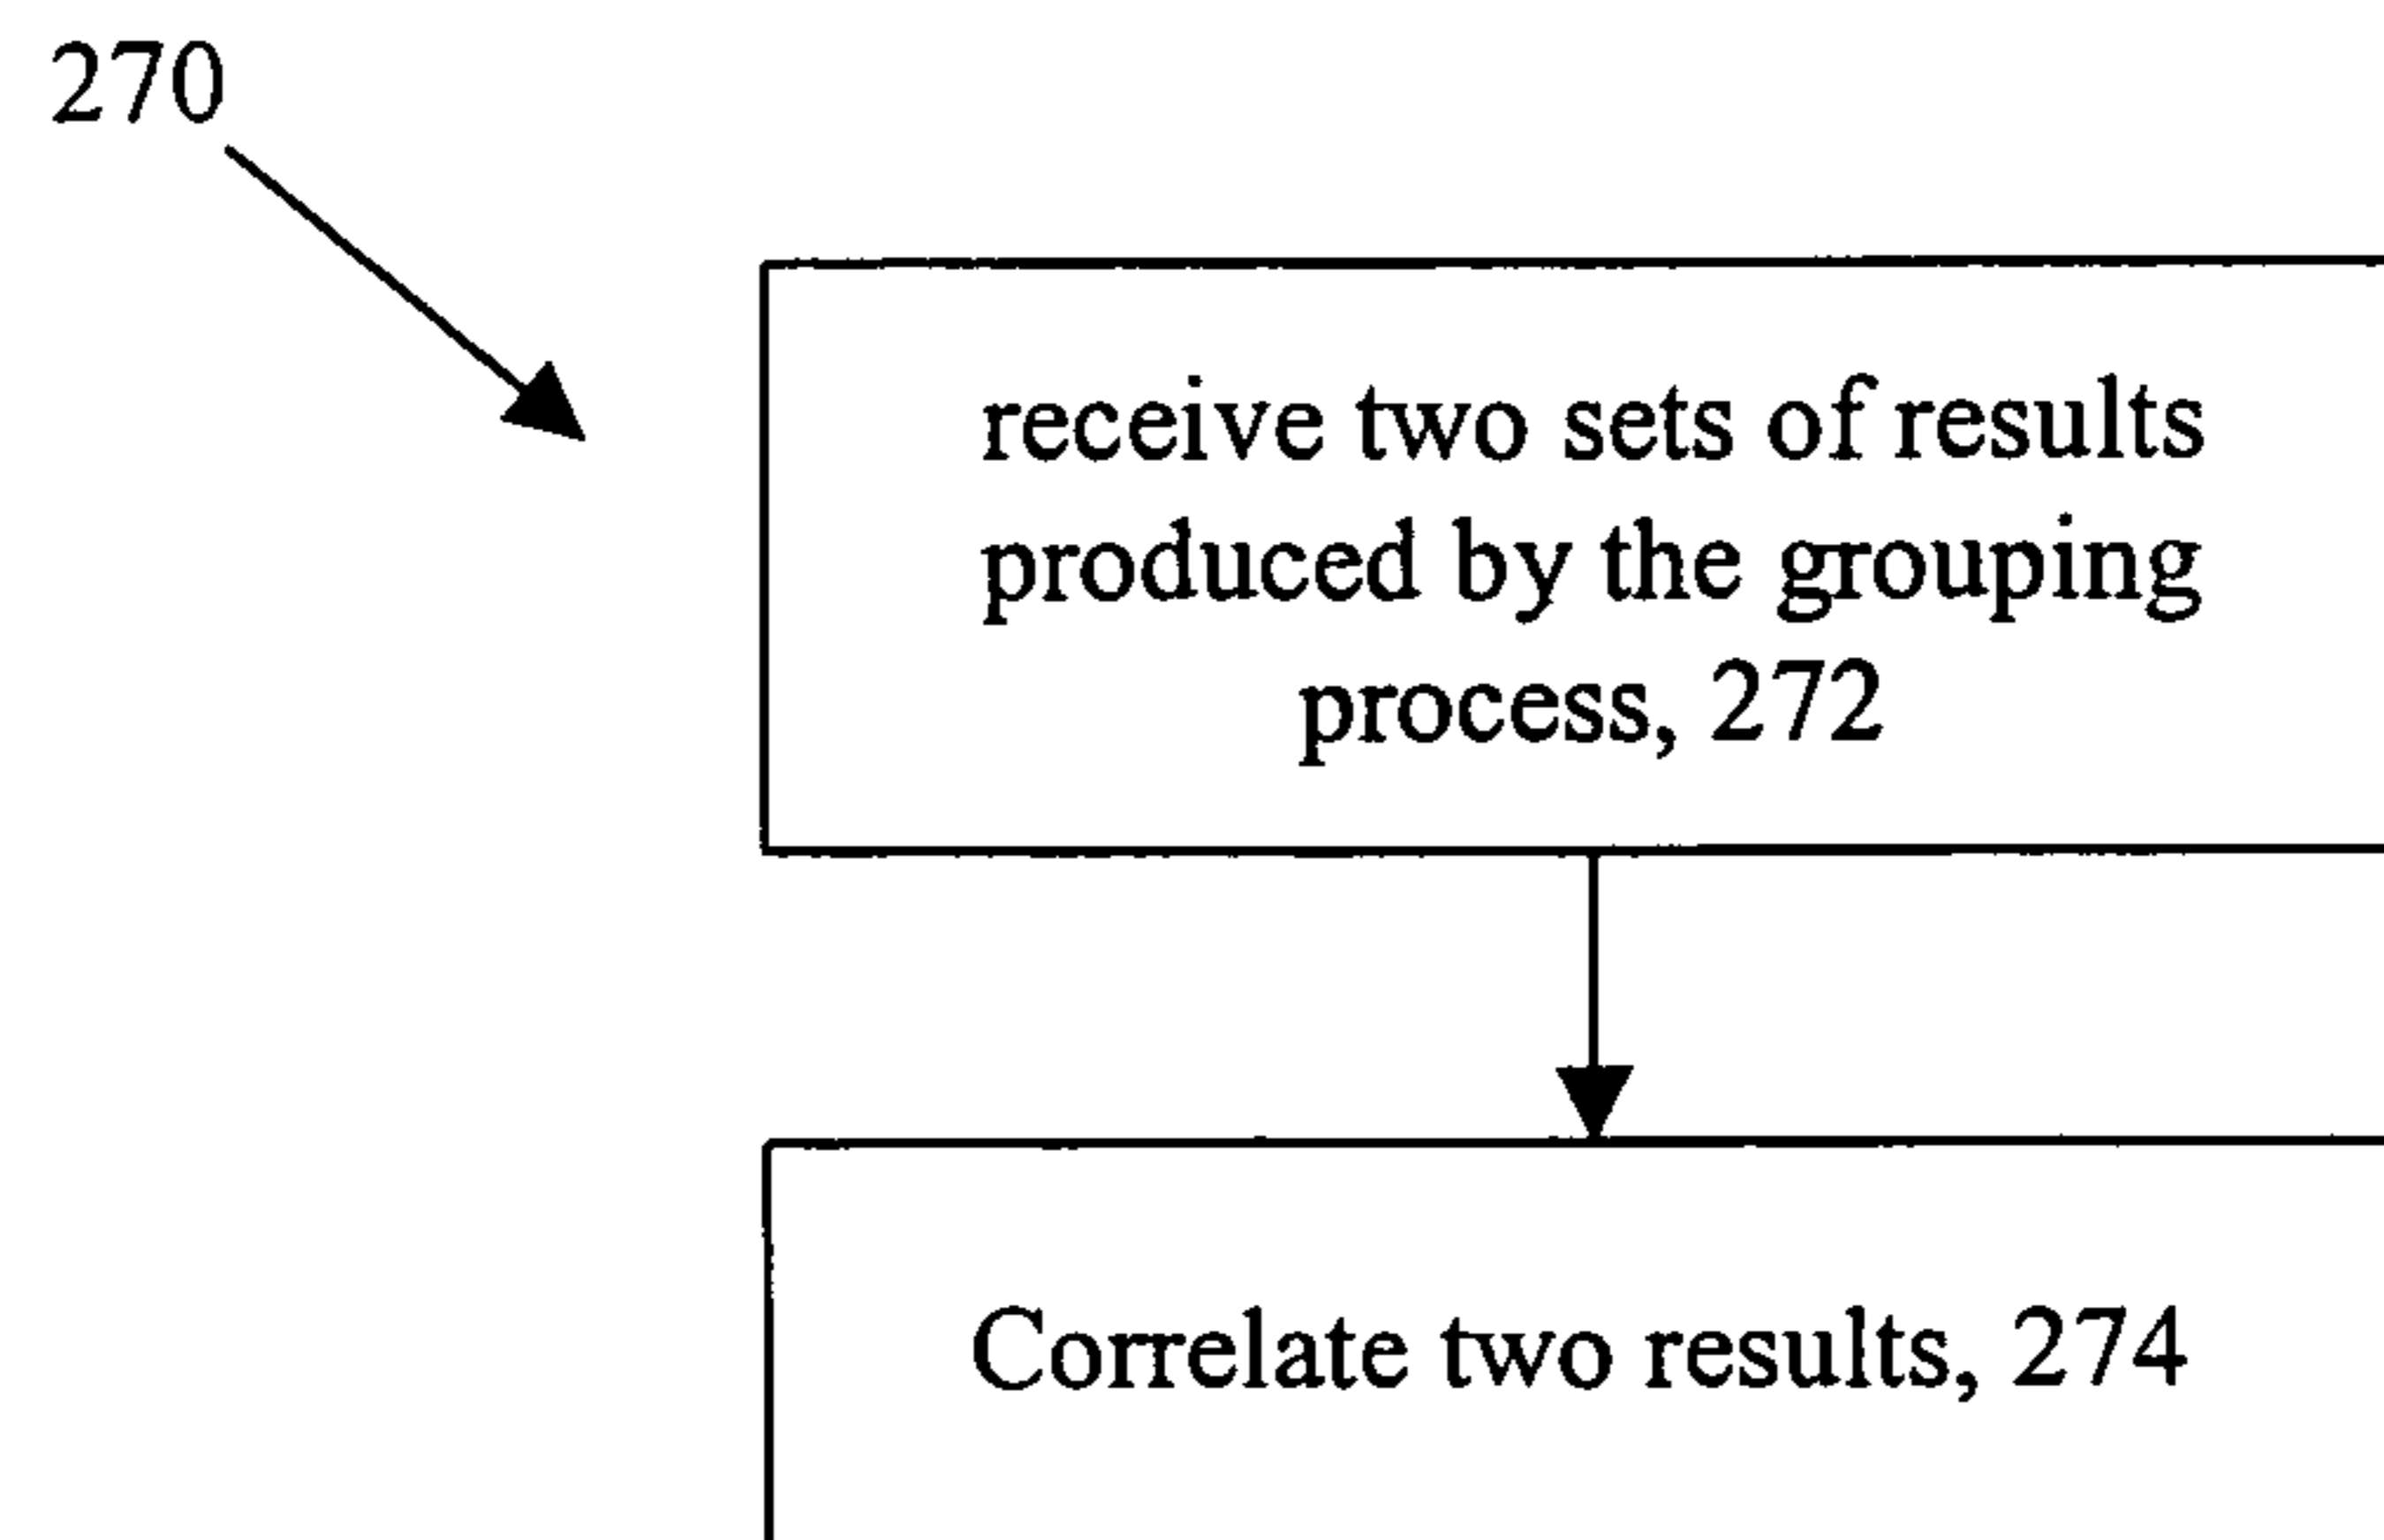 270
receive two sets of results
produced by the grouping
process, 272
Correlate two results, 274